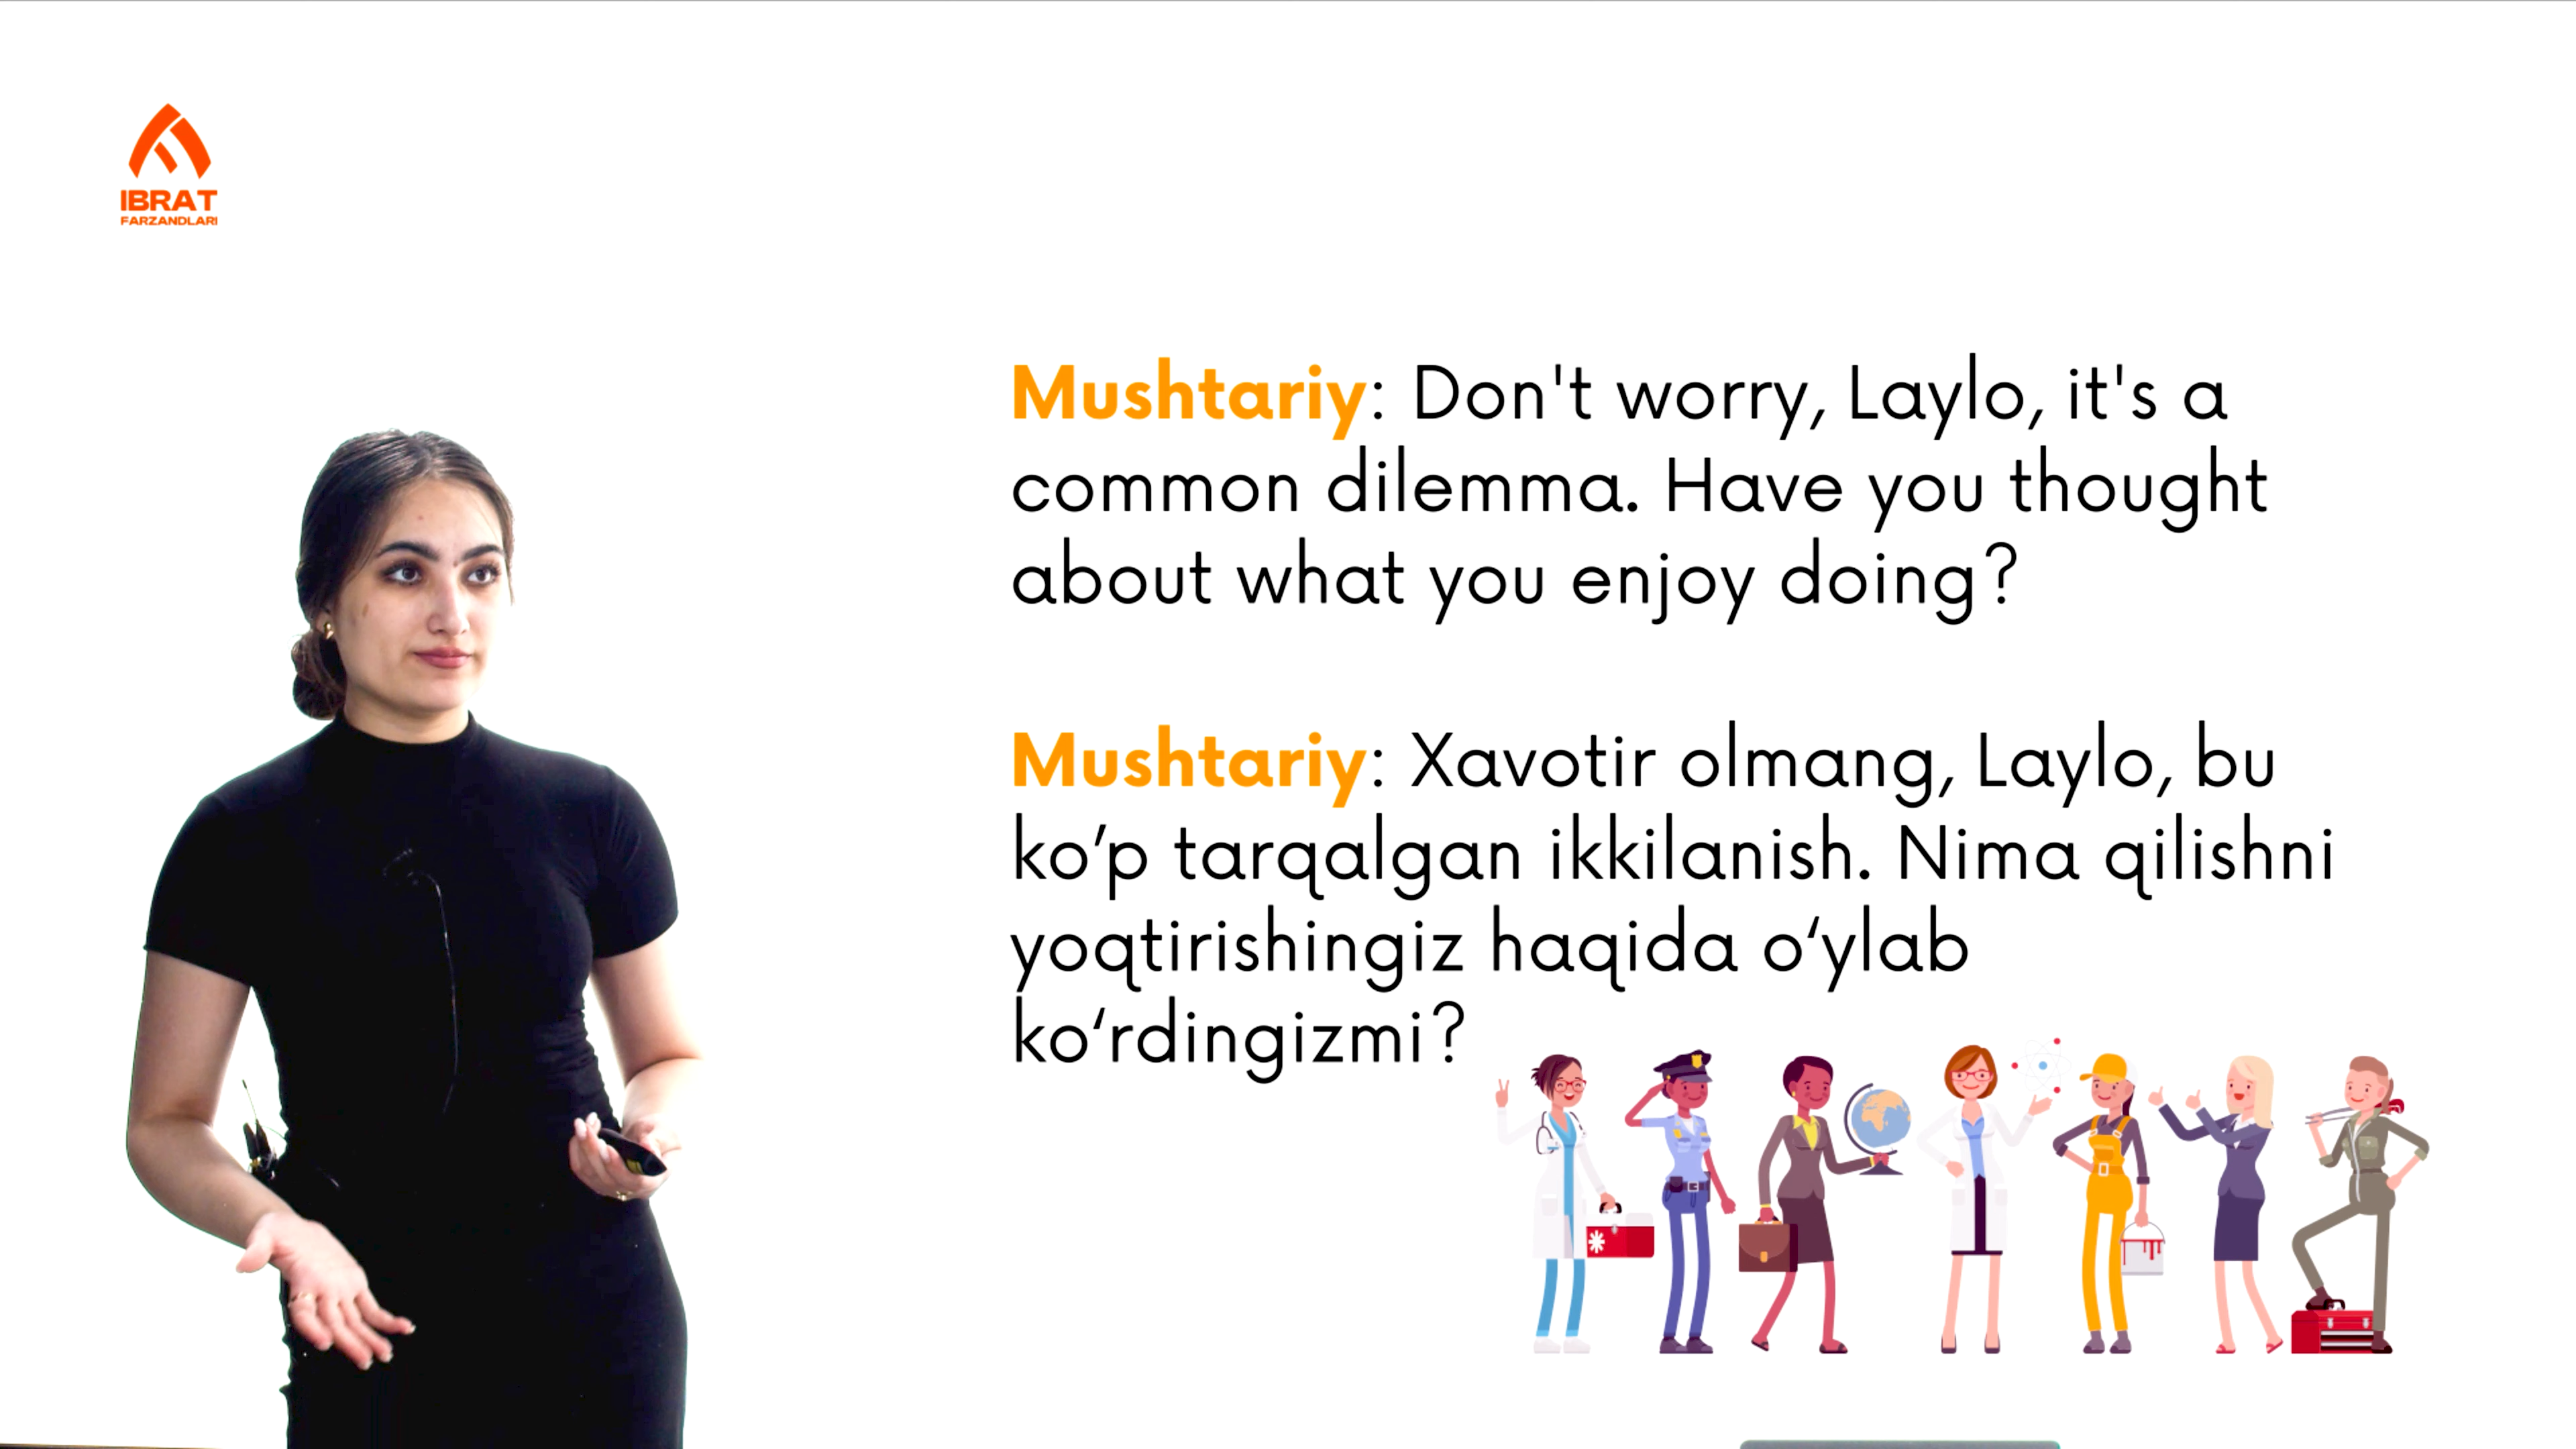 IBRAT
FARZANDLARI
Mushtariy: Don't worry, Laylo, it's a
common dilemma. Have you thought
about what you enjoy doing?
Mushtariy: Xavotir olmang, Laylo, bu
ko’p tarqalgan ikkilanish. Nima qilishni
yoqtirishingiz haqida o‘ylab
ko‘rdingizmi?